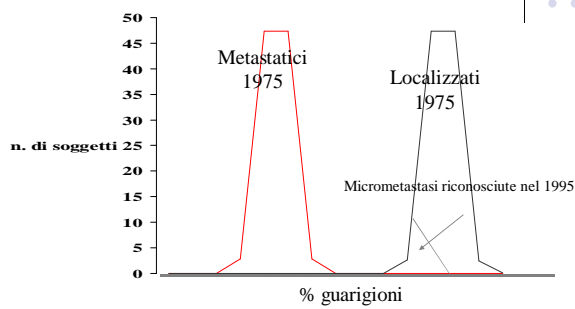 50
45
40
35
30
n. di soggetti 25
20
15
10
5
0
Metastatici
1975
Localizzati
1975
Micrometastasi riconosciute nel 1995
% guarigioni